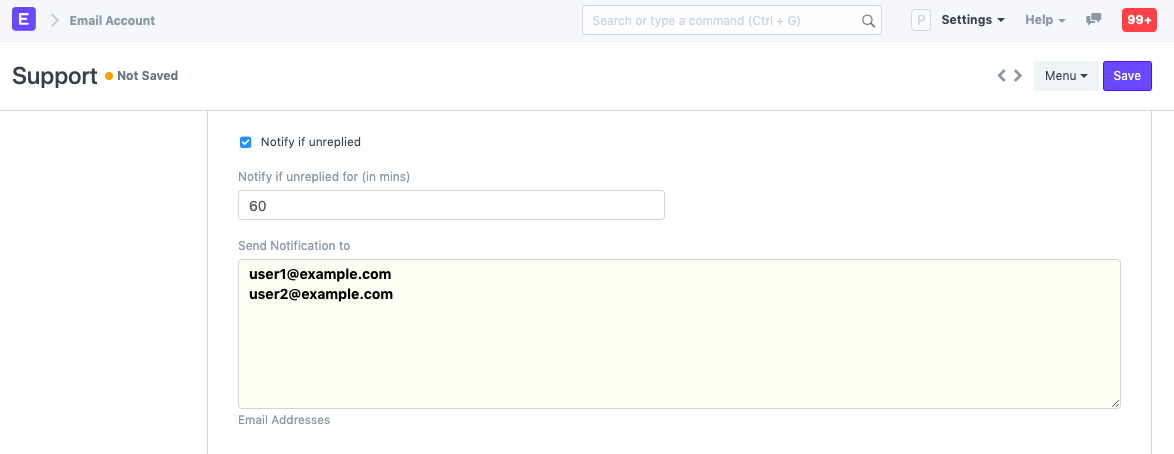 E Email Account Search or type a command (Ctrl + G) P Settings Help 99+
Support Not Saved Menu Save
Notify if unreplied
Notify if unreplied for (in mins)
60
Send Notification to
user1@example.com
user2@example.com
Email Addresses